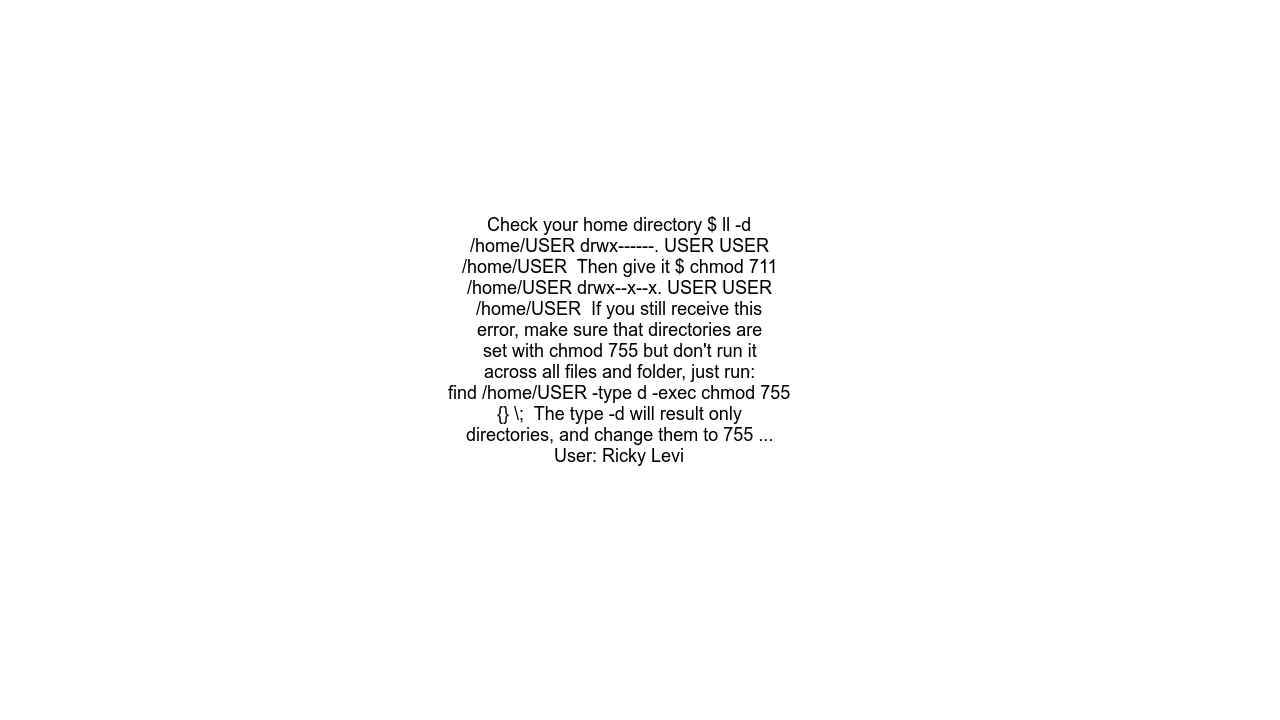 Check your home directory $ ll -d
/home/USER drwx------. USER USER
/home/USER  Then give it $ chmod 711
/home/USER drwx--x--x. USER USER
/home/USER  If you still receive this
error, make sure that directories are
set with chmod 755 but don't run it
across all files and folder, just run:
find /home/USER -type d -exec chmod 755
{} \;  The type -d will result only
directories, and change them to 755 ...
User: Ricky Levi